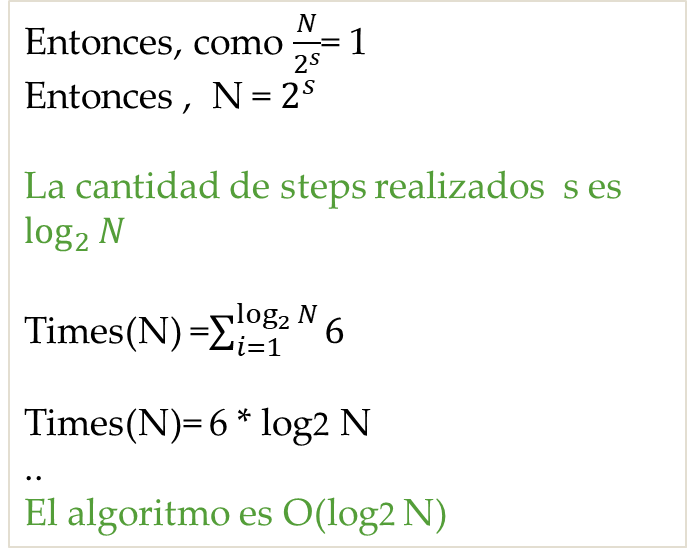 Entonces, como N/2^s = 1
Entonces , N = 2^s
La cantidad de steps realizados s es
log₂ N
Times(N) =∑_{i=1}^{log₂ N} 6
Times(N)= 6 * log2 N
..
El algoritmo es O(log2 N)